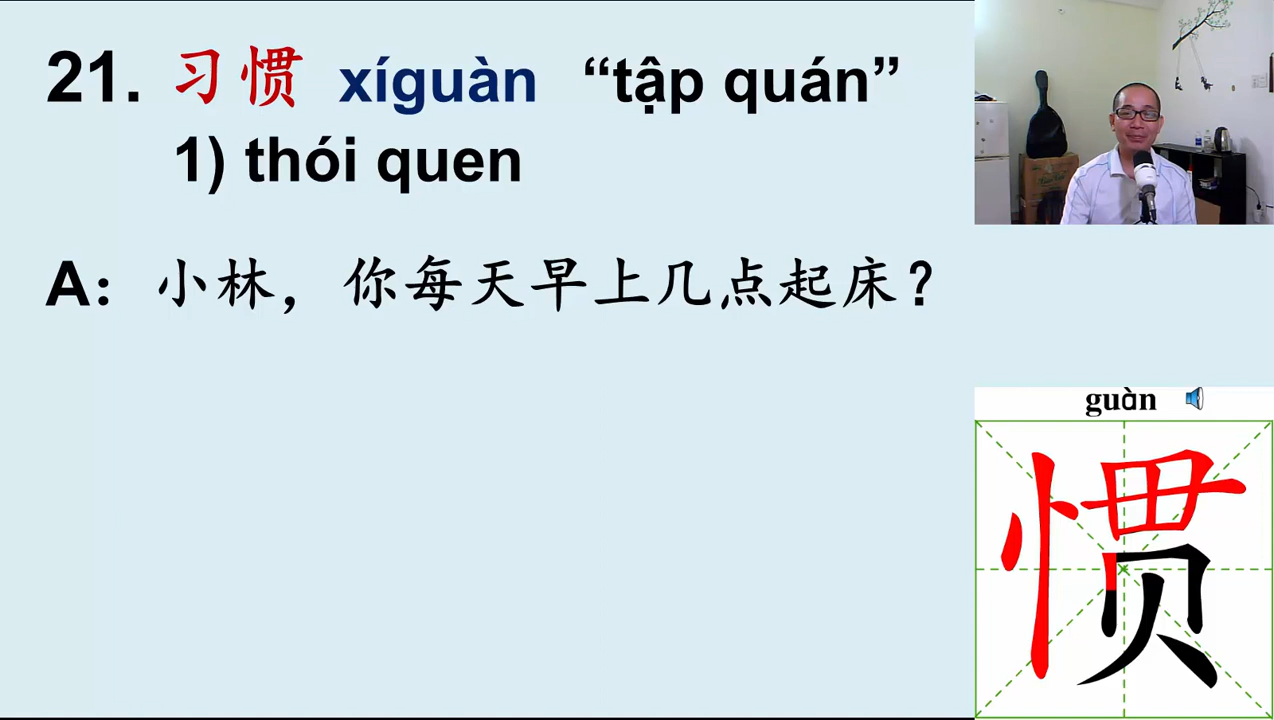 21. 习惯 xíguàn “tập quán”
1) thói quen
A: 小林，你每天早上几点起床？
guàn
惯